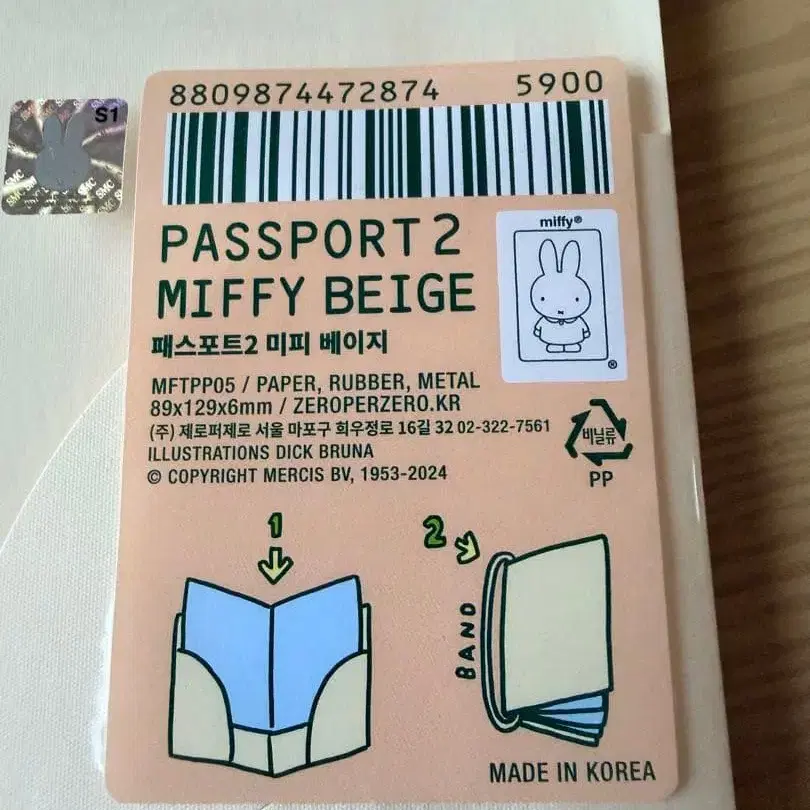 S1
SMC
8809874472874 5900
PASSPORT 2
MIFFY BEIGE
miffy®
®
패스포트2 미피 베이지
MFTPP05 / PAPER, RUBBER, METAL
89x129x6mm / ZEROPERZERO.KR
(주) 제로퍼제로 서울 마포구 희우정로 16길 32 02-322-7561
ILLUSTRATIONS DICK BRUNA
© COPYRIGHT MERCIS BV, 1953-2024
비닐류
PP
1
2
BAND
MADE IN KOREA